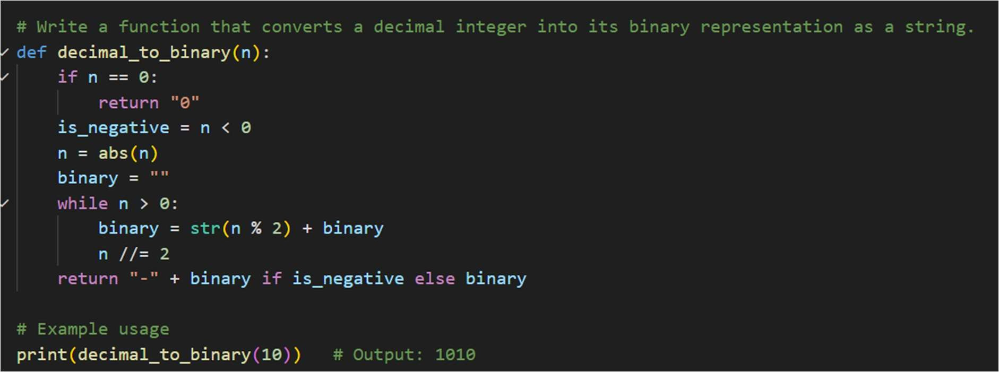 # Write a function that converts a decimal integer into its binary representation as a string.
def decimal_to_binary(n):
    if n == 0:
        return "0"
    is_negative = n < 0
    n = abs(n)
    binary = ""
    while n > 0:
        binary = str(n % 2) + binary
        n //= 2
    return "-" + binary if is_negative else binary

# Example usage
print(decimal_to_binary(10))   # Output: 1010